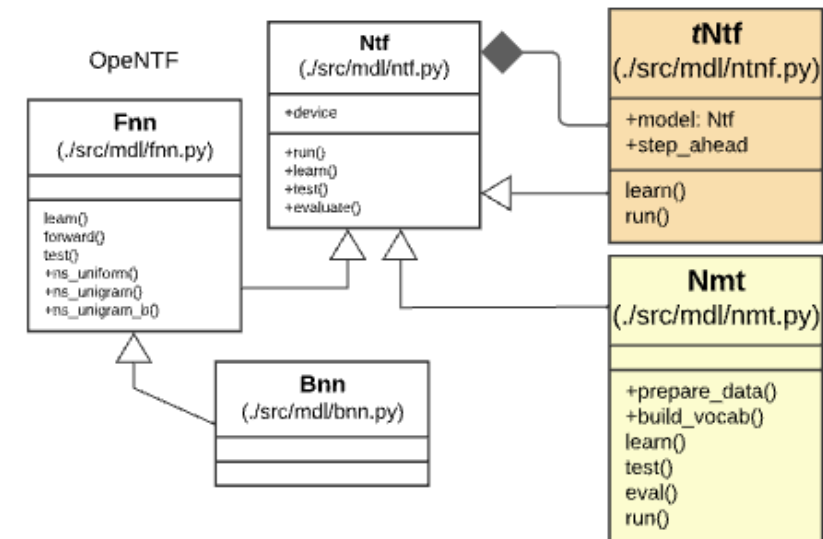 OpeNTF
Fnn
(./src/mdl/fnn.py)
learn()
forward()
test()
+ns_uniform()
+ns_unigram()
+ns_unigram_b()
Ntf
(./src/mdl/ntf.py)
+device
+run()
+learn()
+test()
+evaluate()
Bnn
(./src/mdl/bnn.py)
tNtf
(./src/mdl/ntnf.py)
+model: Ntf
+step_ahead
learn()
run()
Nmt
(./src/mdl/nmt.py)
+prepare_data()
+build_vocab()
learn()
test()
eval()
run()